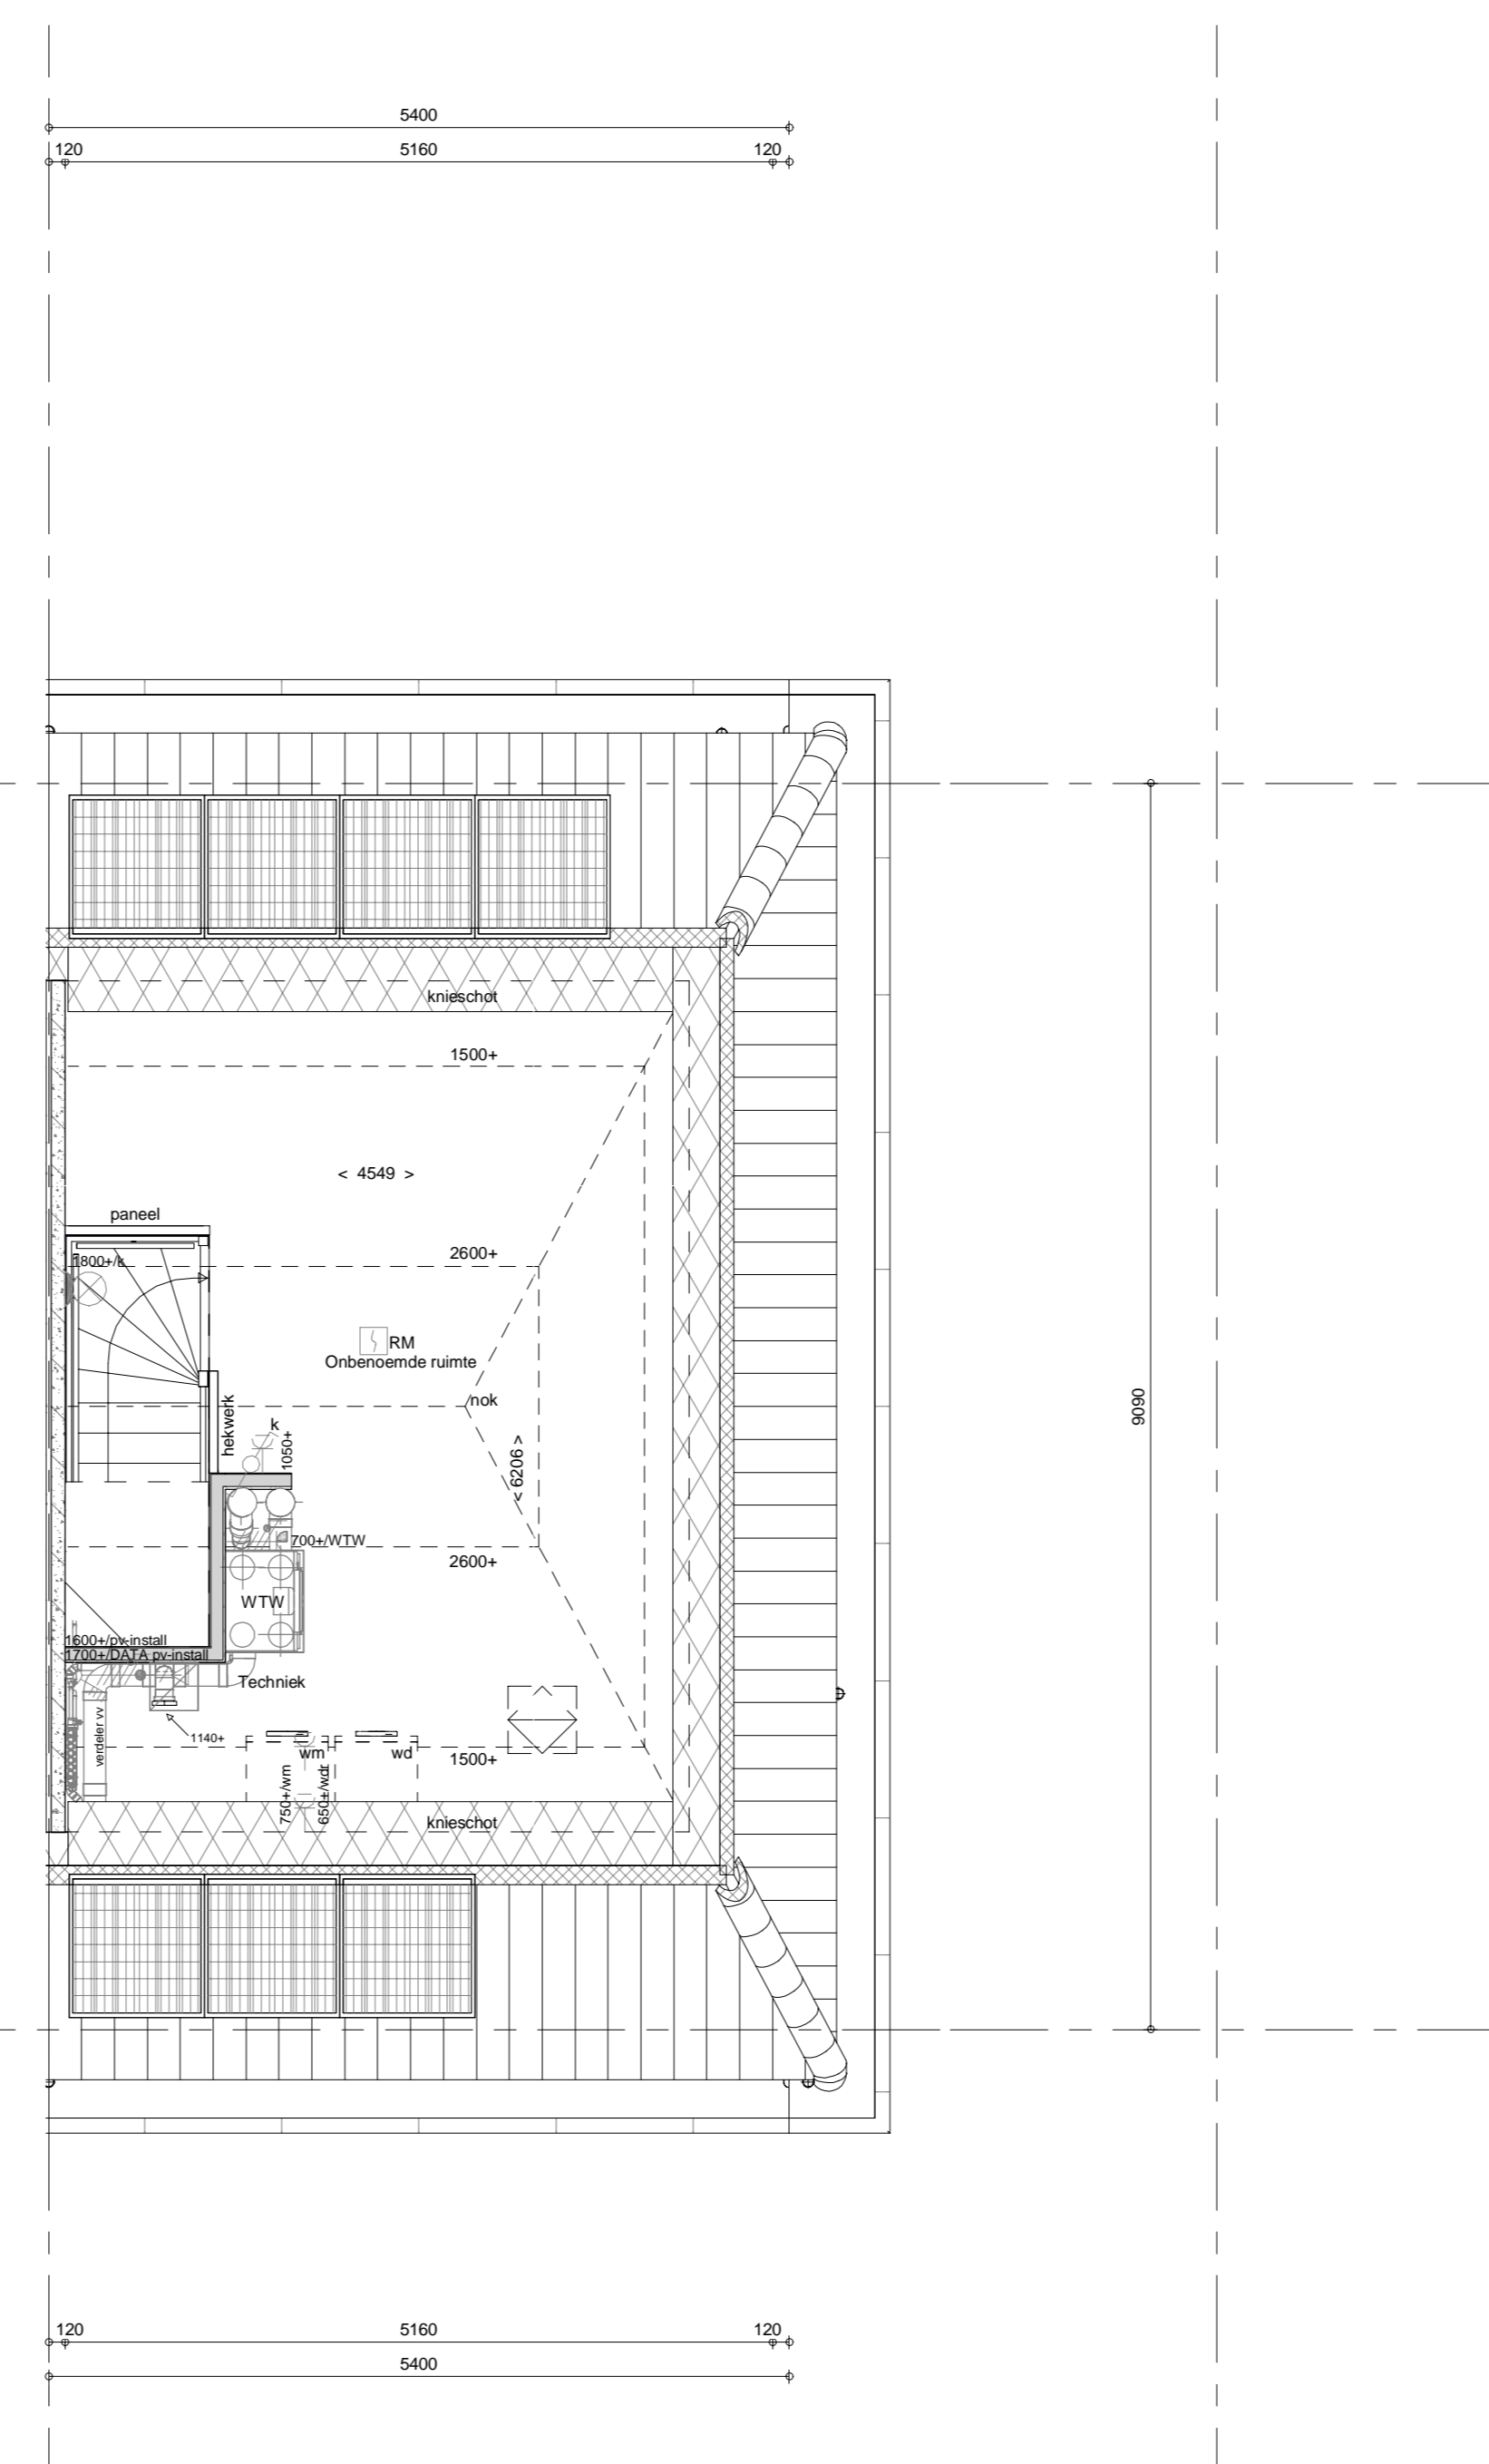 5400
120 5160 120
knieschot
1500+
< 4549 >
paneel
2600+
1800+/k
RM
Onbenoemde ruimte
nok
hekwerk
k
1050+
< 6206 >
9090
700+/WTW
2600+
WTW
1600+/pv-install
1700+/DATA pv-install
Techniek
verdeler vv
1140+
wm
wd
1500+
750+/wm
650+/wdr
knieschot
120 5160 120
5400